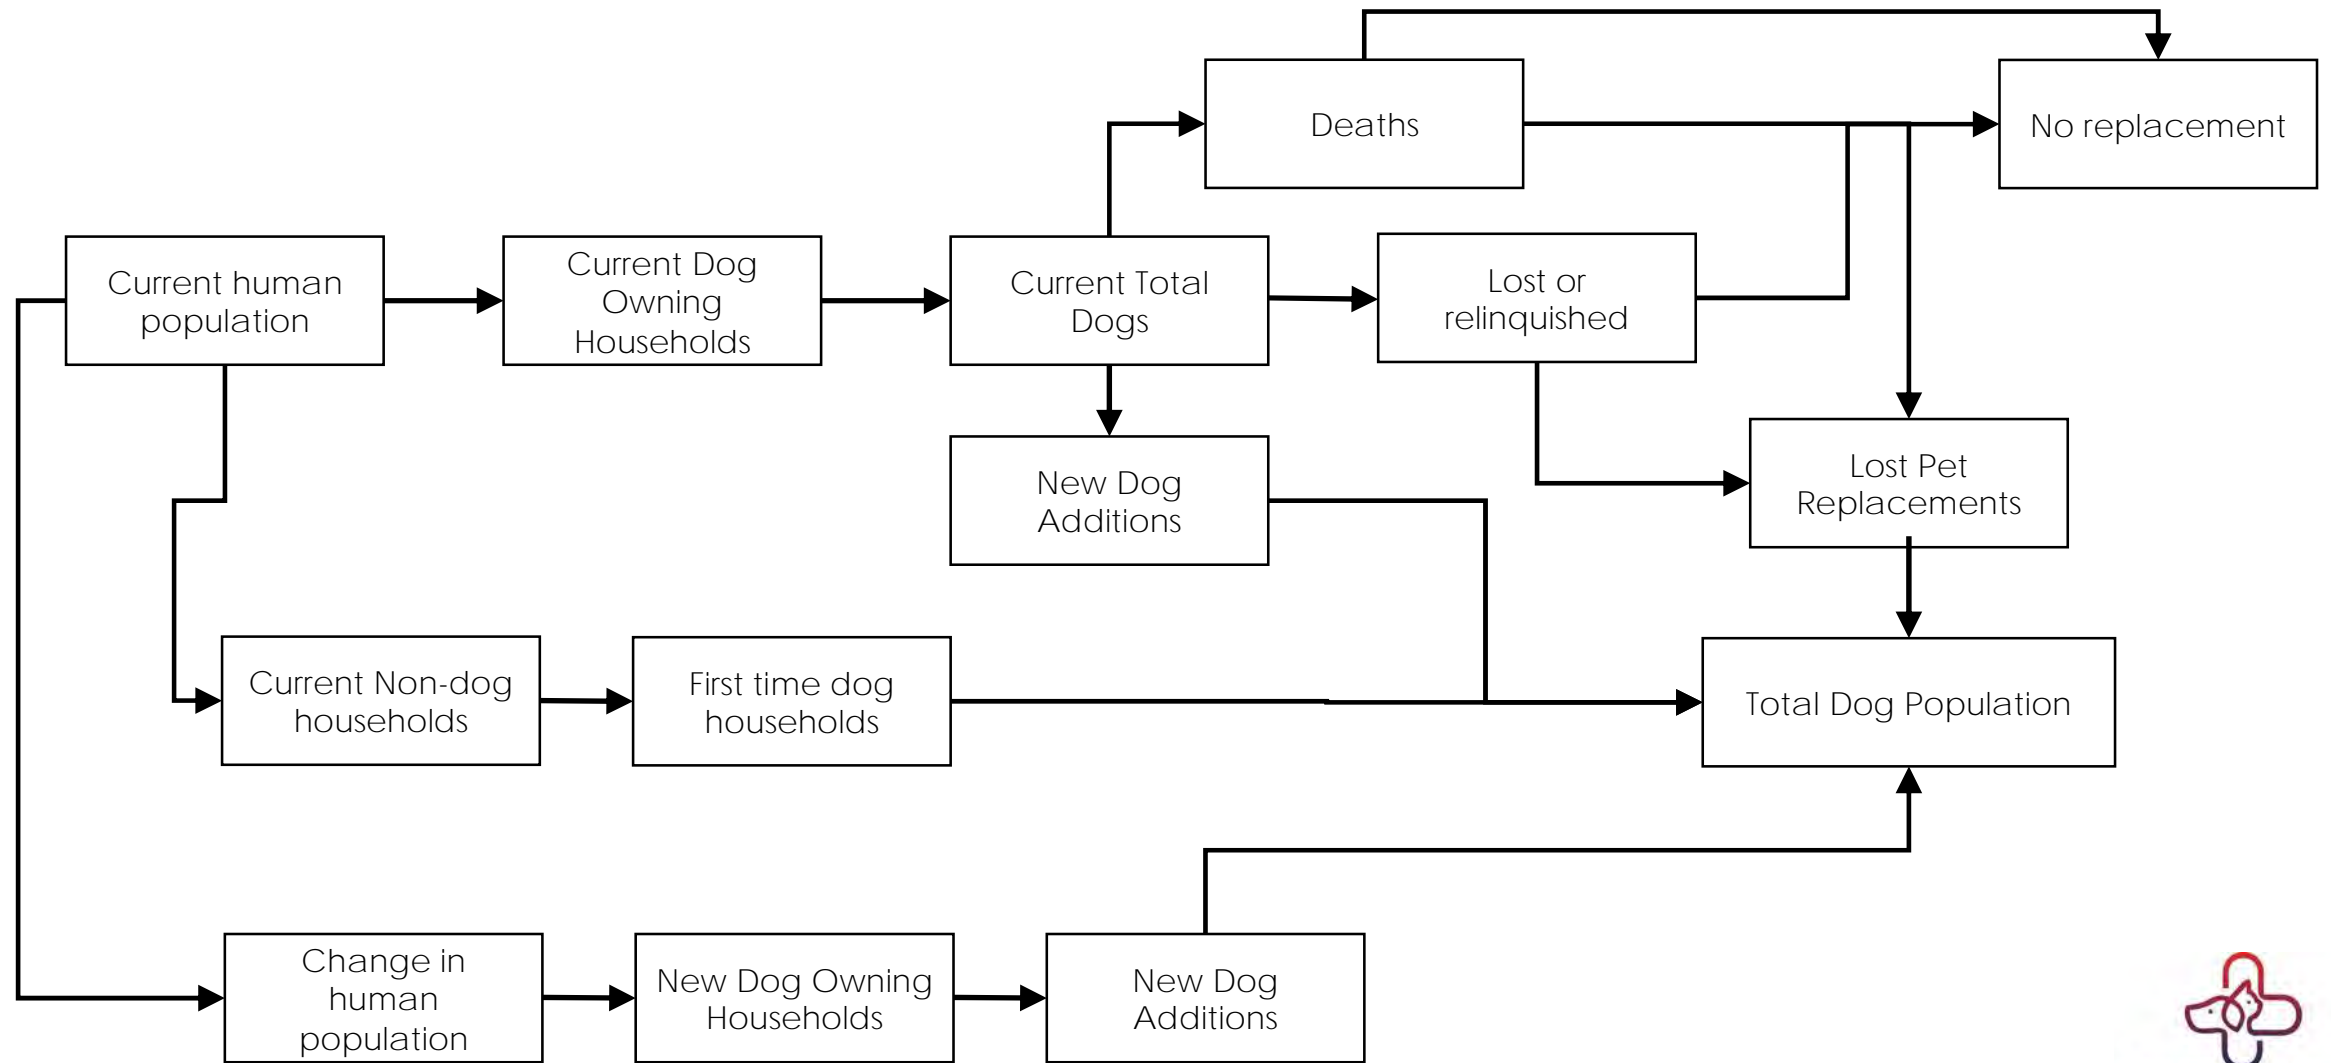 Deaths
No replacement
Current human
population
Current Dog
Owning
Households
Current Total
Dogs
Lost or
relinquished
New Dog
Additions
Lost Pet
Replacements
Current Non-dog
households
First time dog
households
Total Dog Population
Change in
human
population
New Dog Owning
Households
New Dog
Additions